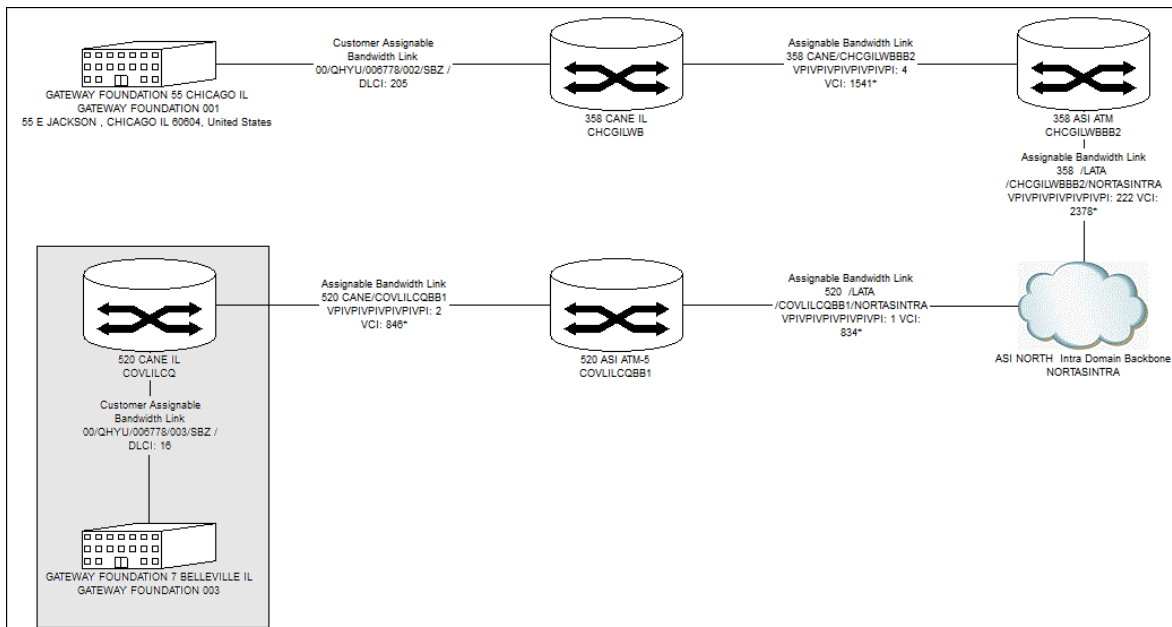 GATEWAY FOUNDATION 55 CHICAGO IL
GATEWAY FOUNDATION 001
55 E JACKSON , CHICAGO IL 60604, United States
Customer Assignable
Bandwidth Link
00/QHYU/006778/002/SBZ /
DLCI: 205
358 CANE IL
CHCGILWB
Assignable Bandwidth Link
358 CANE/CHCGILWBBB2
VPIVPIVPIVPIVPIVPI: 4
VCI: 1541*
358 ASI ATM
CHCGILWBBB2
Assignable Bandwidth Link
358 /LATA
/CHCGILWBBB2/NORTASINTRA
VPIVPIVPIVPIVPIVPI: 222 VCI:
2378*
ASI NORTH Intra Domain Backbone
NORTASINTRA
Assignable Bandwidth Link
520 /LATA
/COVLILCQBB1/NORTASINTRA
VPIVPIVPIVPIVPIVPI: 1 VCI:
834*
520 ASI ATM-5
COVLILCQBB1
Assignable Bandwidth Link
520 CANE/COVLILCQBB1
VPIVPIVPIVPIVPIVPI: 2
VCI: 846*
520 CANE IL
COVLILCQ
Customer Assignable
Bandwidth Link
00/QHYU/006778/003/SBZ /
DLCI: 16
GATEWAY FOUNDATION 7 BELLEVILLE IL
GATEWAY FOUNDATION 003